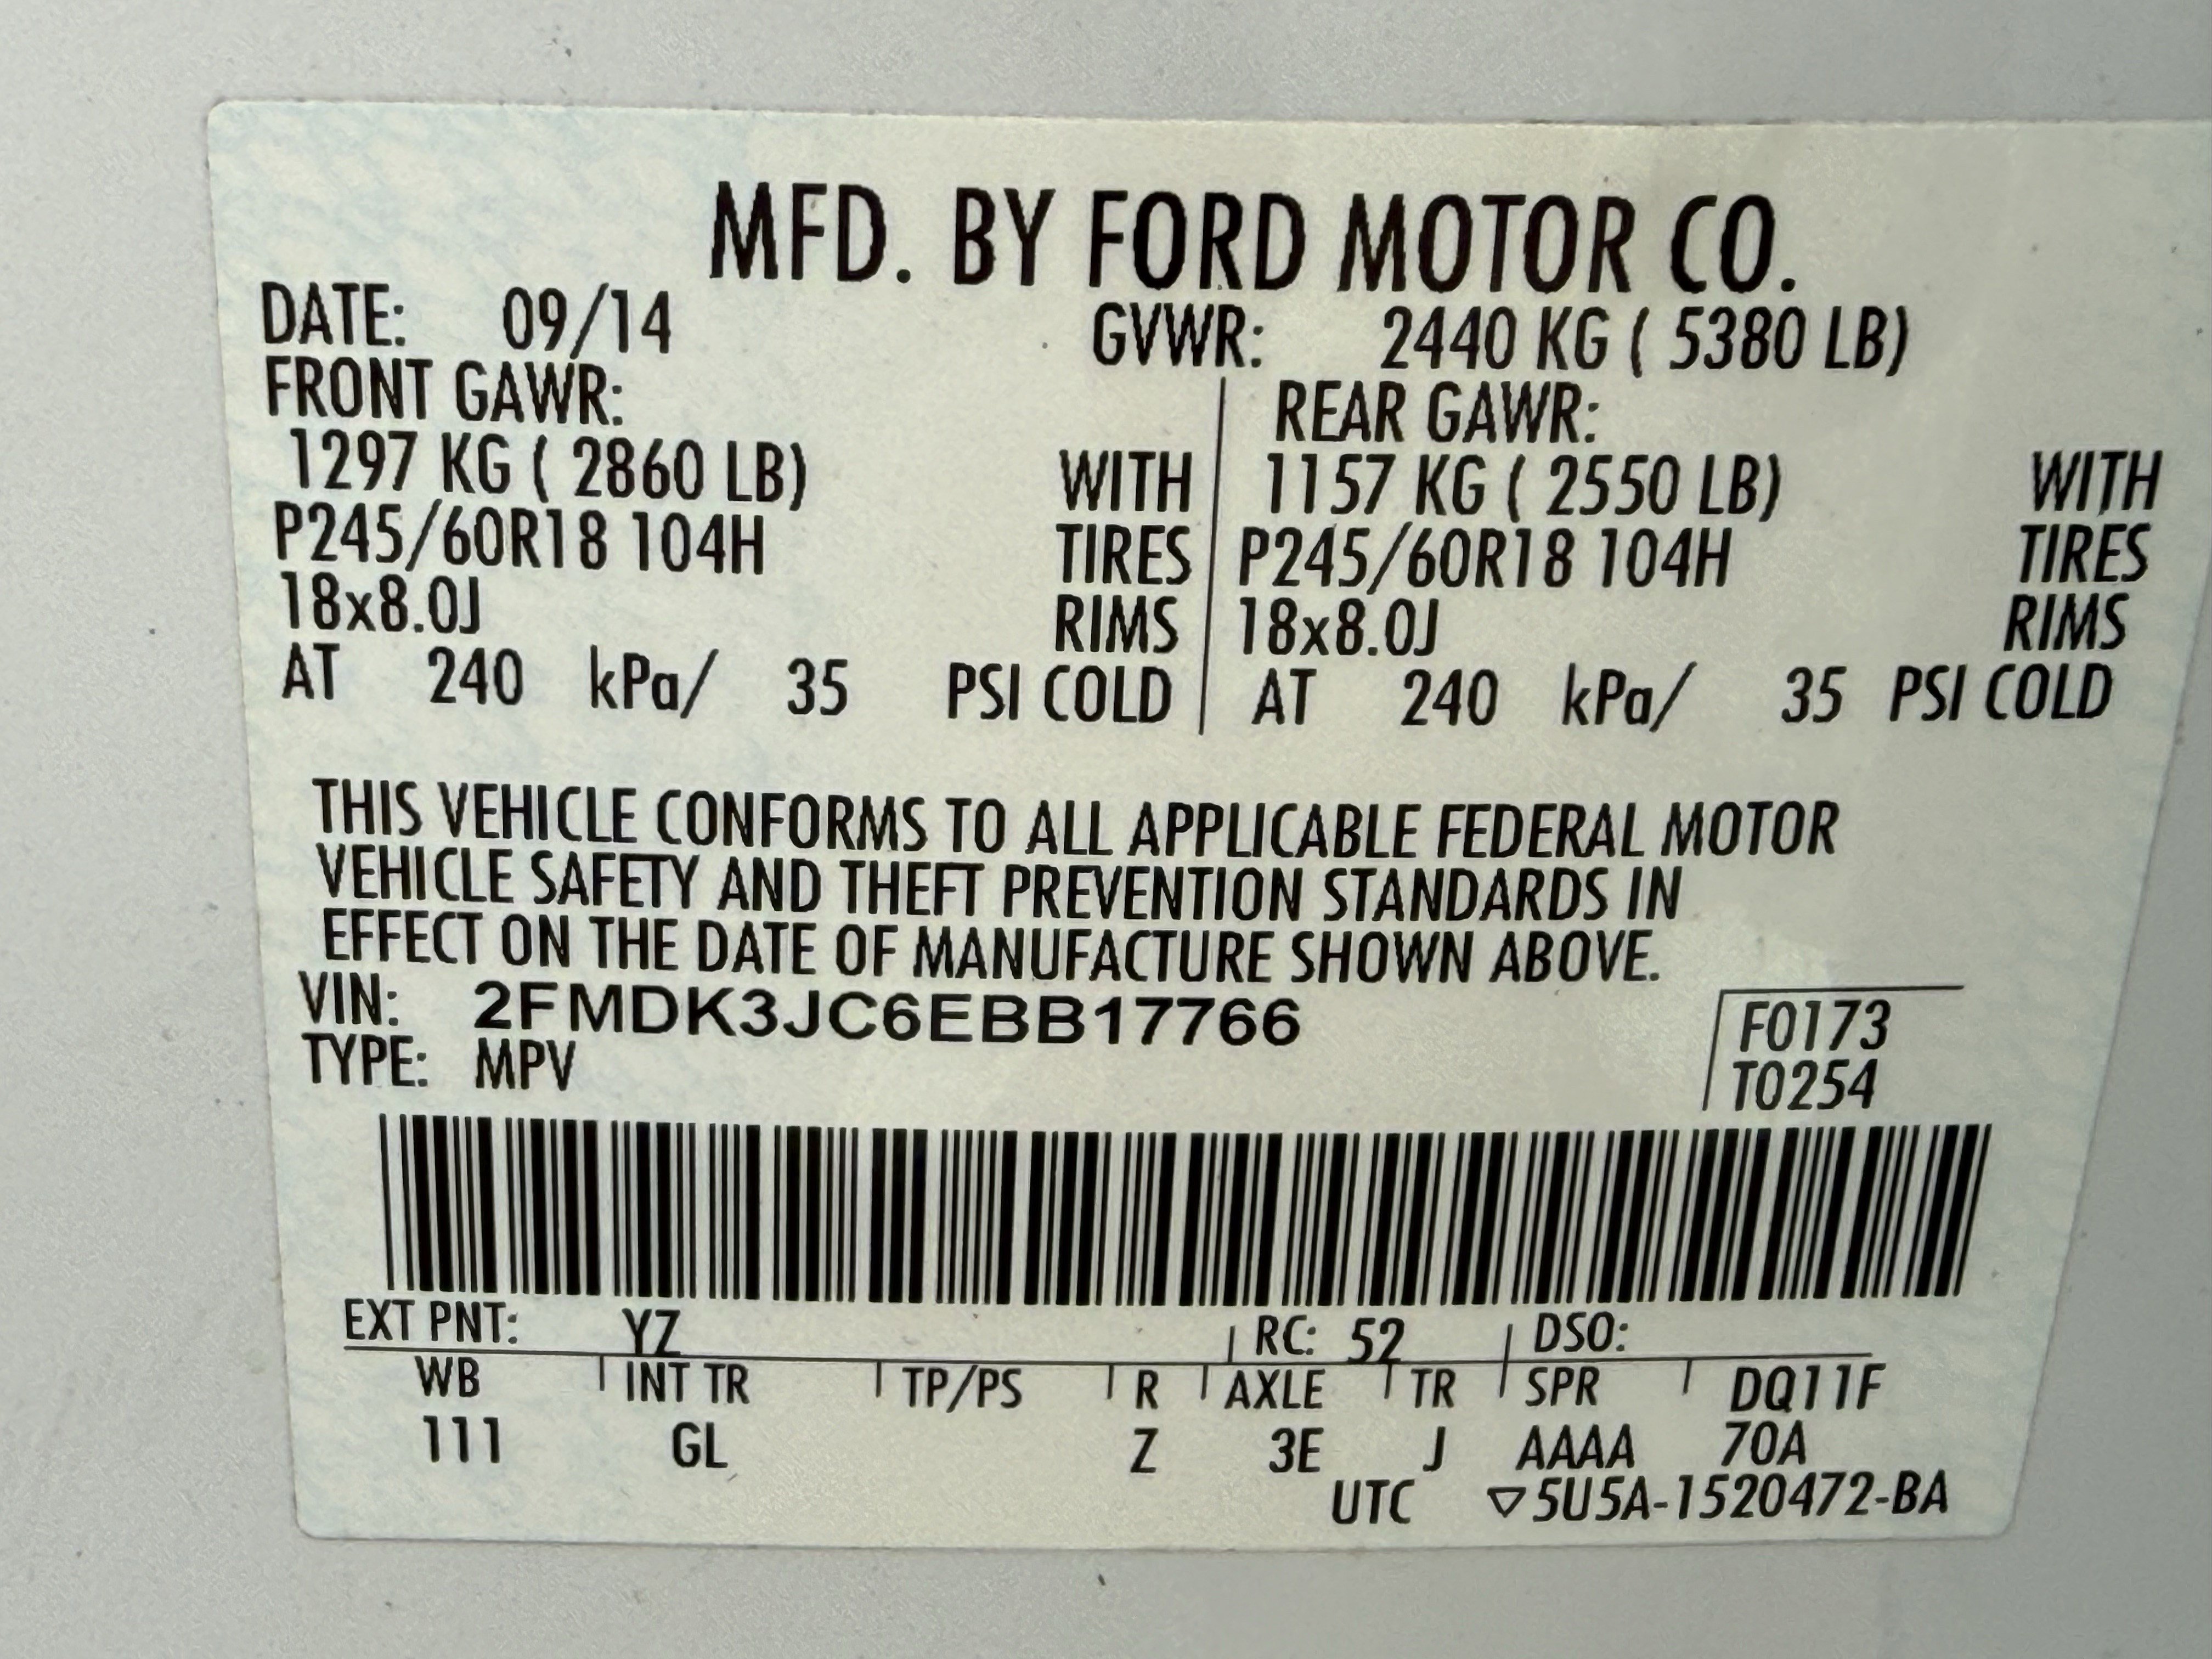 MFD. BY FORD MOTOR CO.
DATE: 09/14 GVWR: 2440 KG ( 5380 LB)
FRONT GAWR: REAR GAWR:
1297 KG ( 2860 LB) WITH 1157 KG ( 2550 LB) WITH
P245/60R18 104H TIRES P245/60R18 104H TIRES
18x8.0J RIMS 18x8.0J RIMS
AT 240 kPa/ 35 PSI COLD AT 240 kPa/ 35 PSI COLD
THIS VEHICLE CONFORMS TO ALL APPLICABLE FEDERAL MOTOR
VEHICLE SAFETY AND THEFT PREVENTION STANDARDS IN
EFFECT ON THE DATE OF MANUFACTURE SHOWN ABOVE.
VIN: 2FMDK3JC6EBB17766 F0173
TYPE: MPV T0254
EXT PNT: YZ RC: 52 DSO:
WB INT TR TP/PS R AXLE TR SPR DQ11F
111 GL Z 3E J AAAA 70A
UTC ▽5U5A-1520472-BA